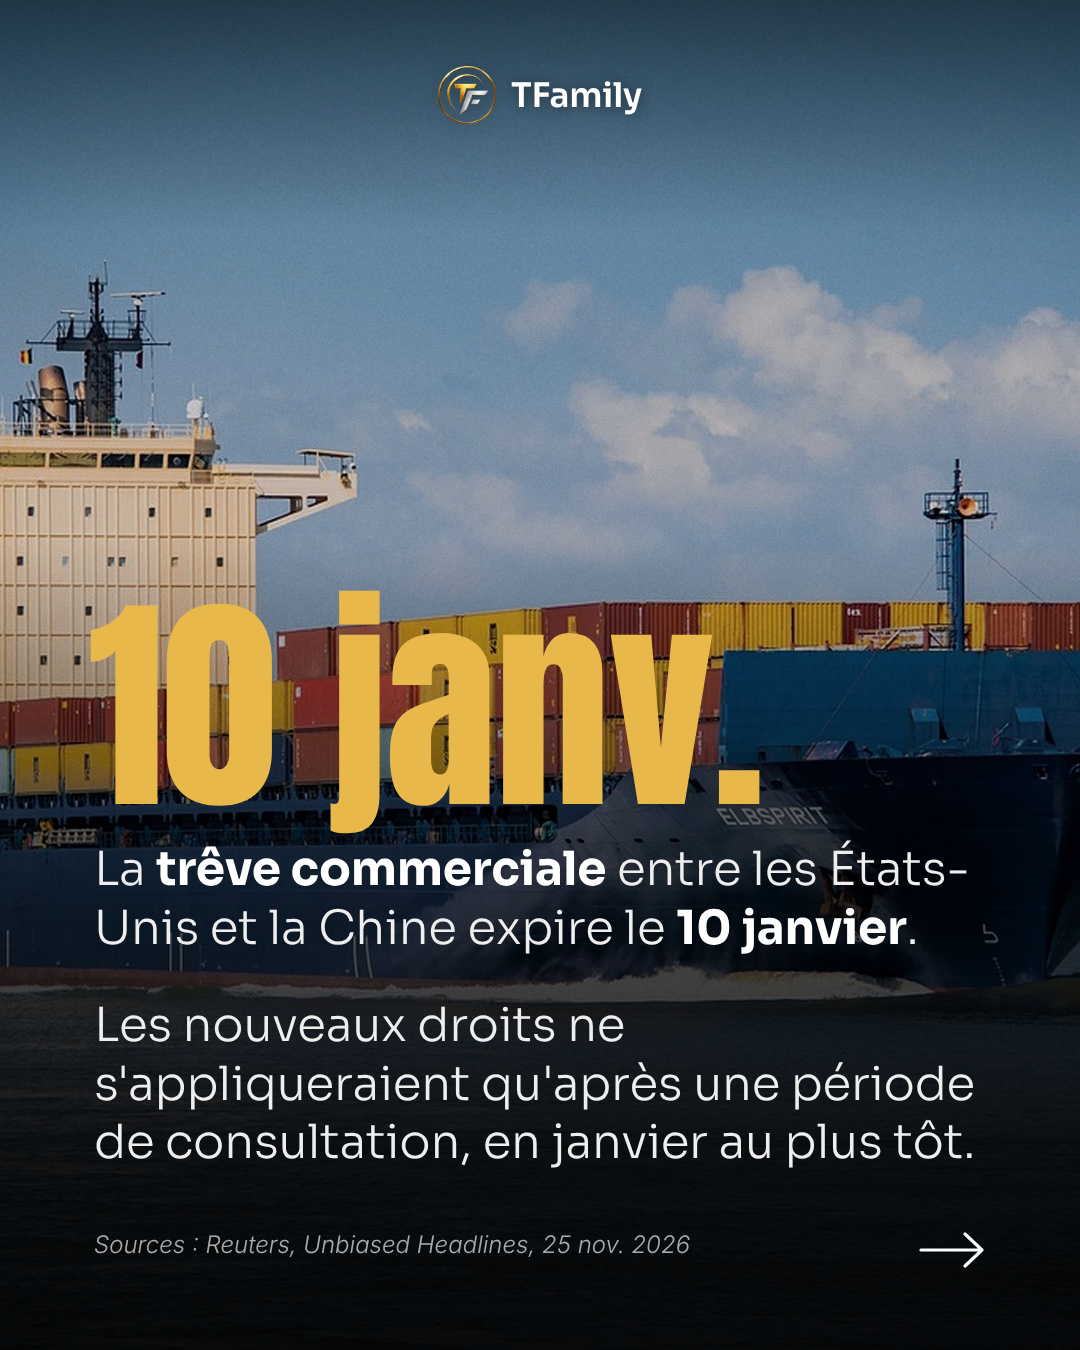 TFamily
10 janv.
ELBSPIRIT
La trêve commerciale entre les États-
Unis et la Chine expire le 10 janvier.
Les nouveaux droits ne
s'appliqueraient qu'après une période
de consultation, en janvier au plus tôt.
Sources : Reuters, Unbiased Headlines, 25 nov. 2026